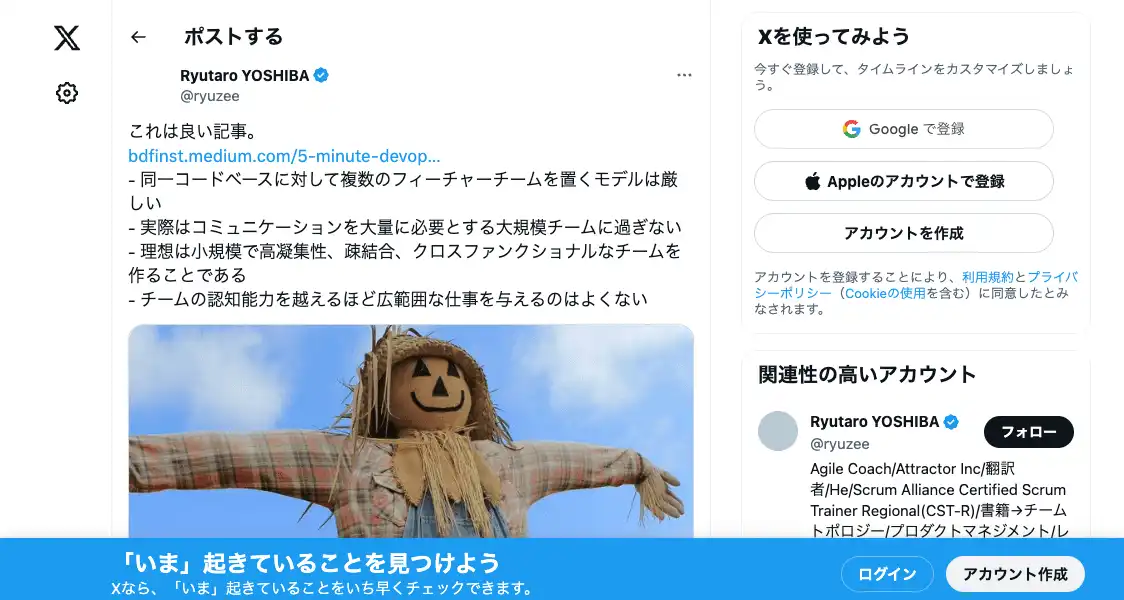 ポストする
Ryutaro YOSHIBA
@ryuzee
これは良い記事。
bdfinst.medium.com/5-minute-devop...
- 同一コードベースに対して複数のフィーチャーチームを置くモデルは厳
しい
- 実際はコミュニケーションを大量に必要とする大規模チームに過ぎない
- 理想は小規模で高凝集性、疎結合、クロスファンクショナルなチームを
作ることである
- チームの認知能力を越えるほど広範囲な仕事を与えるのはよくない
Xを使ってみよう
今すぐ登録して、タイムラインをカスタマイズしましょ
う。
Google で登録
Appleのアカウントで登録
アカウントを作成
アカウントを登録することにより、利用規約とプライバ
シーポリシー（Cookieの使用を含む）に同意したとみ
なされます。
関連性の高いアカウント
Ryutaro YOSHIBA
@ryuzee
フォロー
Agile Coach/Attractor Inc/翻訳
者/He/Scrum Alliance Certified Scrum
Trainer Regional(CST-R)/書籍→チーム
トポロジー/プロダクトマネジメント/レ
「いま」起きていることを見つけよう
Xなら、「いま」起きていることをいち早くチェックできます。
ログイン
アカウント作成